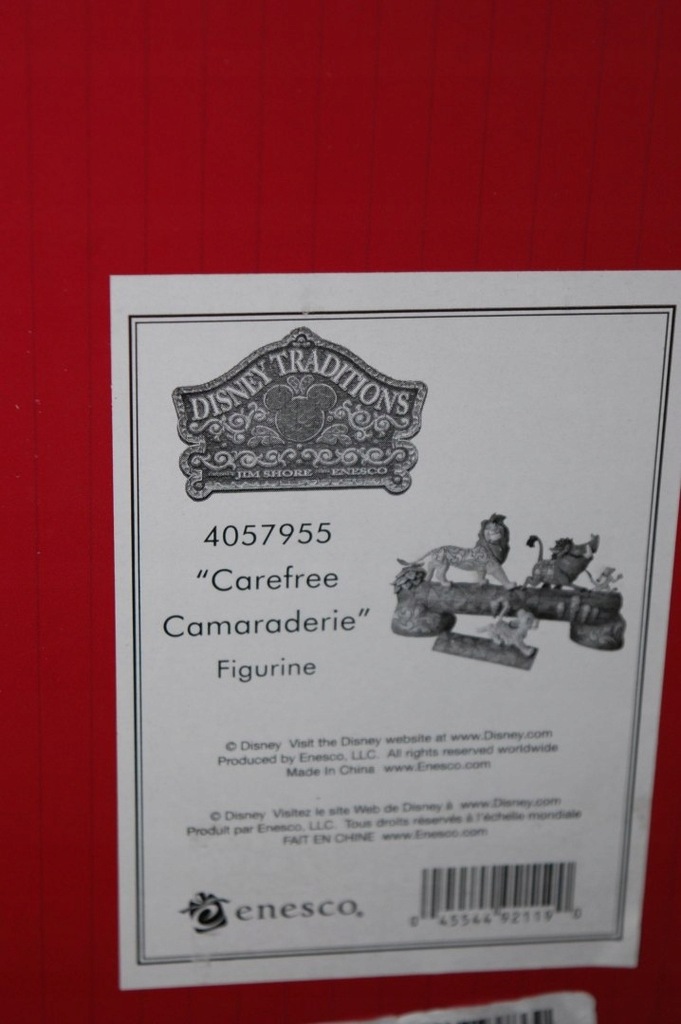 DISNEY TRADITIONS
JIM SHORE ENESCO
4057955
“Carefree
Camaraderie”
Figurine
© Disney Visit the Disney website at www.Disney.com
Produced by Enesco, LLC. All rights reserved worldwide
Made In China www.Enesco.com
© Disney Visitez le site Web de Disney à www.Disney.com
Produit par Enesco, LLC. Tous droits réservés à l'échelle mondiale
FAIT EN CHINE www.Enesco.com
enesco.
0 45544 92119 0